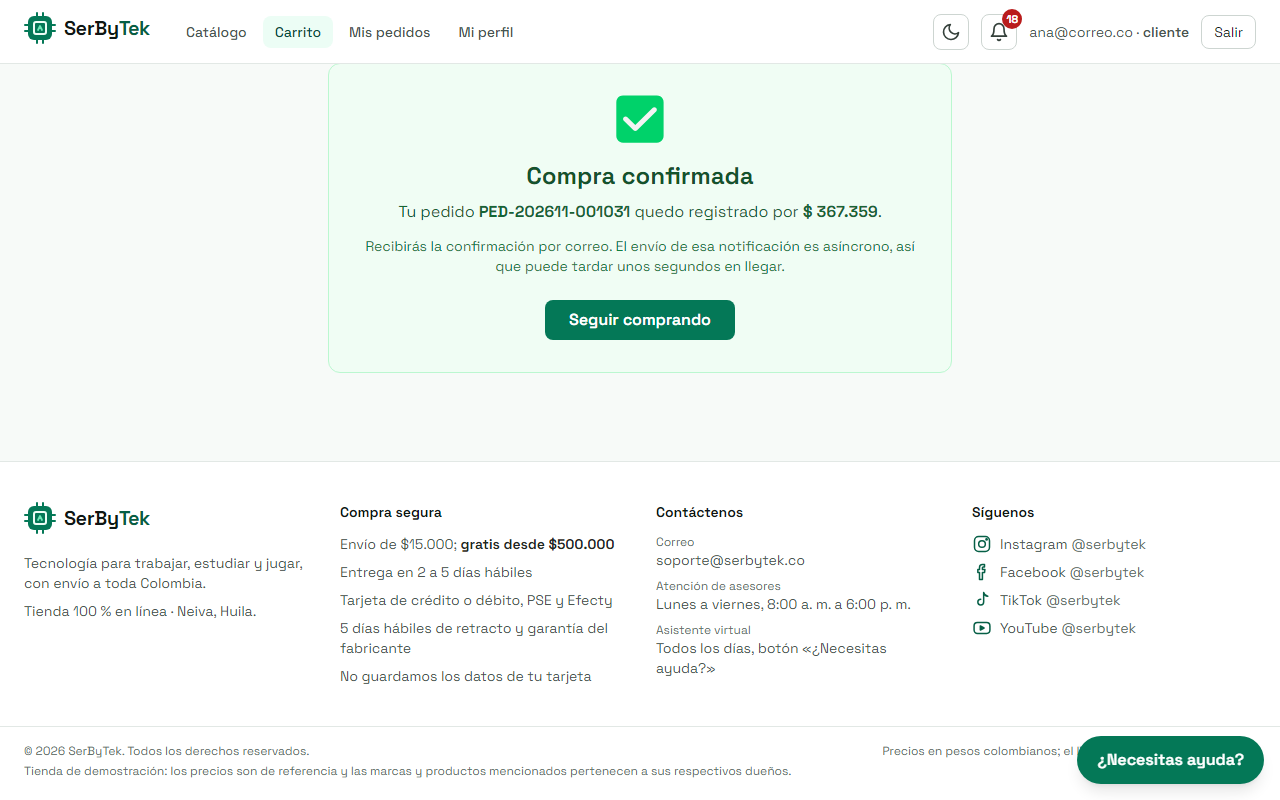 SerByTek
Catálogo
Carrito
Mis pedidos
Mi perfil
18
ana@correo.co · cliente
Salir
Compra confirmada
Tu pedido PED-202611-001031 quedo registrado por $ 367.359.
Recibirás la confirmación por correo. El envío de esa notificación es asíncrono, así
que puede tardar unos segundos en llegar.
Seguir comprando
SerByTek
Tecnología para trabajar, estudiar y jugar,
con envío a toda Colombia.
Tienda 100 % en línea · Neiva, Huila.
Compra segura
Envío de $15.000; gratis desde $500.000
Entrega en 2 a 5 días hábiles
Tarjeta de crédito o débito, PSE y Efecty
5 días hábiles de retracto y garantía del
fabricante
No guardamos los datos de tu tarjeta
Contáctenos
Correo
soporte@serbytek.co
Atención de asesores
Lunes a viernes, 8:00 a. m. a 6:00 p. m.
Asistente virtual
Todos los días, botón «¿Necesitas
ayuda?»
Síguenos
Instagram @serbytek
Facebook @serbytek
TikTok @serbytek
YouTube @serbytek
© 2026 SerByTek. Todos los derechos reservados.
Precios en pesos colombianos; el
¿Necesitas ayuda?
Tienda de demostración: los precios son de referencia y las marcas y productos mencionados pertenecen a sus respectivos dueños.